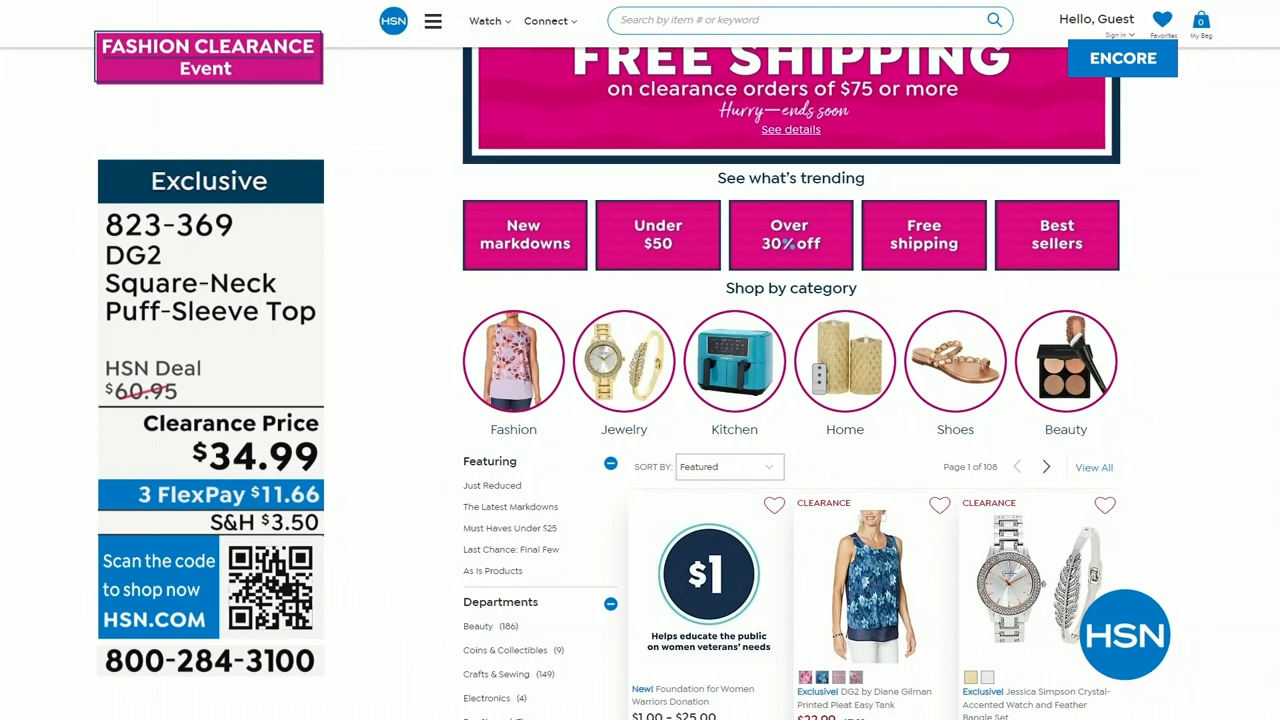 HSN
Watch
Connect
Search by item # or keyword
Hello, Guest
Sign In
Favorites
0
My Bag
FASHION CLEARANCE
Event
ENCORE
FREE SHIPPING
on clearance orders of $75 or more
Hurry—ends soon
See details
Exclusive
823-369
DG2
Square-Neck
Puff-Sleeve Top
HSN Deal
$60.95
Clearance Price
$34.99
3 FlexPay $11.66
S&H $3.50
Scan the code
to shop now
HSN.COM
800-284-3100
See what's trending
New
markdowns
Under
$50
Over
30% off
Free
shipping
Best
sellers
Shop by category
Fashion
Jewelry
Kitchen
Home
Shoes
Beauty
Featuring
Just Reduced
The Latest Markdowns
Must Haves Under $25
Last Chance: Final Few
As Is Products
Departments
Beauty (186)
Coins & Collectibles (9)
Crafts & Sewing (149)
Electronics (4)
SORT BY: Featured
Page 1 of 108
View All
$1
Helps educate the public
on women veterans' needs
New! Foundation for Women
Warriors Donation
$1.00 - $25.00
CLEARANCE
Exclusive! DG2 by Diane Gilman
Printed Pleat Easy Tank
$22.99
CLEARANCE
Exclusive! Jessica Simpson Crystal-
Accented Watch and Feather
Bangle Set
HSN